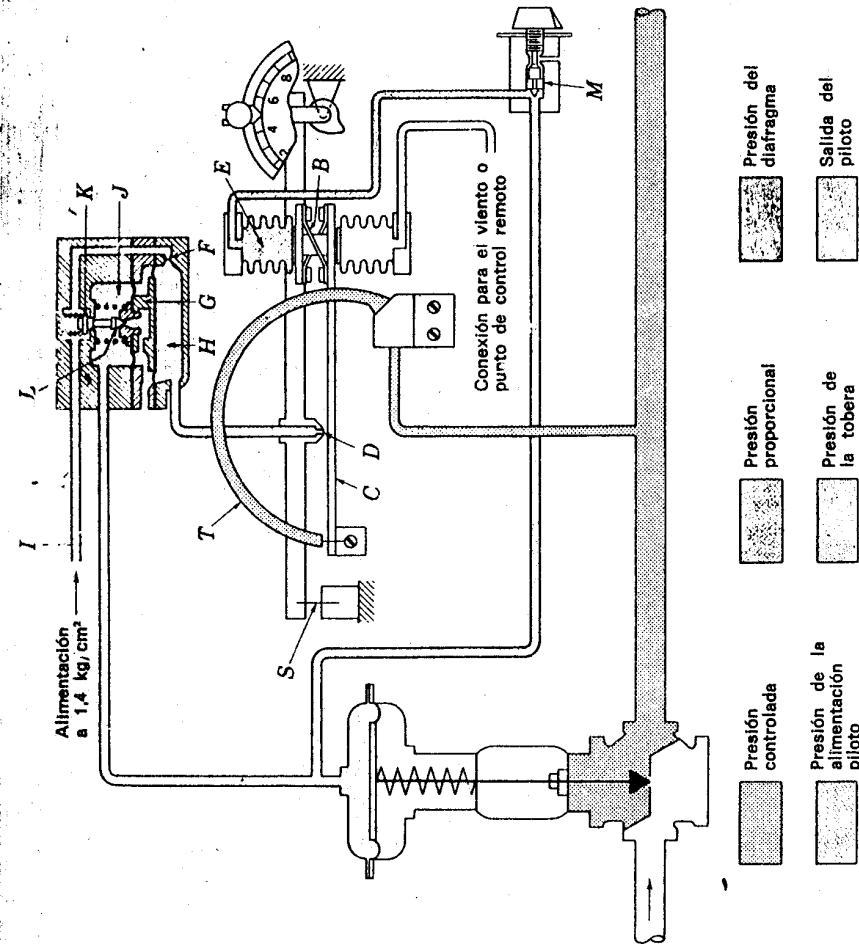 I
L
K
J
F
G
H
E
B
2 4 6 8
Alimentación
a 1,4 kg/cm²
T
D
C
S
M
Conexión para el viento o
punto de control remoto
Presión
controlada
Presión
proporcional
Presión del
diafragma
Presión de la
alimentación
piloto
Presión de
la tobera
Salida del
piloto